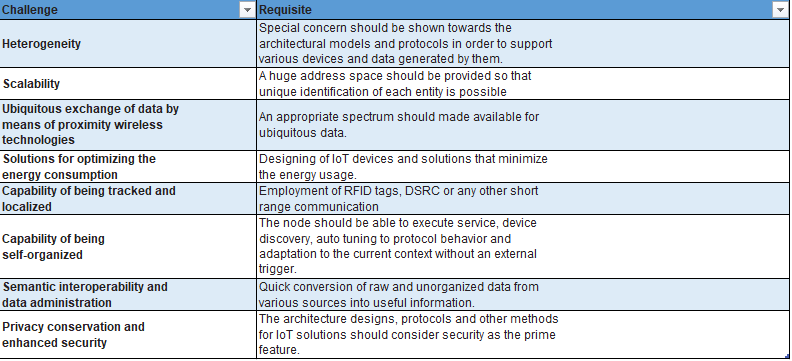 Challenge
Requisite
Heterogeneity
Special concern should be shown towards the
architectural models and protocols in order to support
various devices and data generated by them.
Scalability
A huge address space should be provided so that
unique identification of each entity is possible
Ubiquitous exchange of data by
means of proximity wireless
technologies
An appropriate spectrum should made available for
ubiquitous data.
Solutions for optimizing the
energy consumption
Designing of IoT devices and solutions that minimize
the energy usage.
Capability of being tracked and
localized
Employment of RFID tags, DSRC or any other short
range communication
Capability of being
self-organized
The node should be able to execute service, device
discovery, auto tuning to protocol behavior and
adaptation to the current context without an external
trigger.
Semantic interoperability and
data administration
Quick conversion of raw and unorganized data from
various sources into useful information.
Privacy conservation and
enhanced security
The architecture designs, protocols and other methods
for IoT solutions should consider security as the prime
feature.